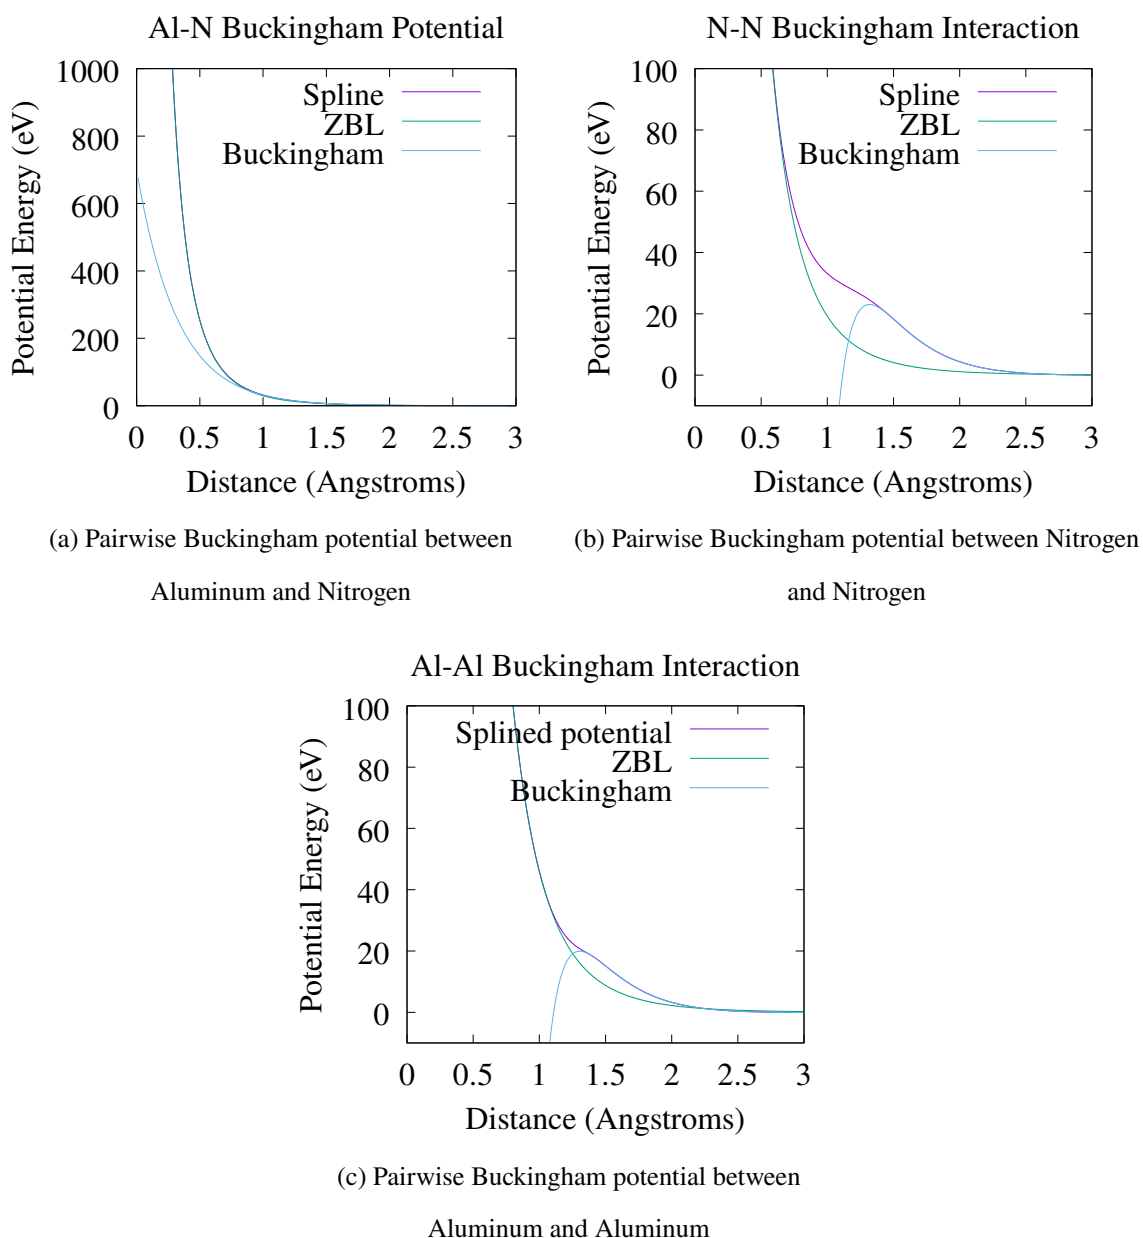 Al-N Buckingham Potential
Potential Energy (eV)
1000
800
600
400
200
0
Spline
ZBL
Buckingham
0 0.5 1 1.5 2 2.5 3
Distance (Angstroms)
(a) Pairwise Buckingham potential between
Aluminum and Nitrogen
N-N Buckingham Interaction
Potential Energy (eV)
100
80
60
40
20
0
Spline
ZBL
Buckingham
0 0.5 1 1.5 2 2.5 3
Distance (Angstroms)
(b) Pairwise Buckingham potential between Nitrogen
and Nitrogen
Al-Al Buckingham Interaction
Potential Energy (eV)
100
80
60
40
20
0
Splined potential
ZBL
Buckingham
0 0.5 1 1.5 2 2.5 3
Distance (Angstroms)
(c) Pairwise Buckingham potential between
Aluminum and Aluminum